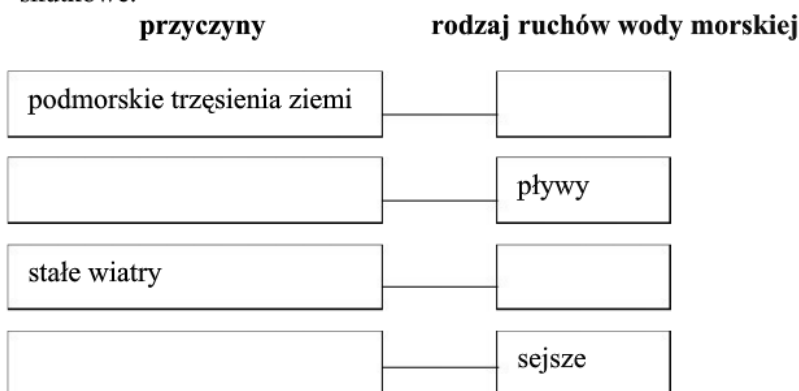 przyczyny rodzaj ruchów wody morskiej
podmorskie trzęsienia ziemi
pływy
stałe wiatry
sejsze